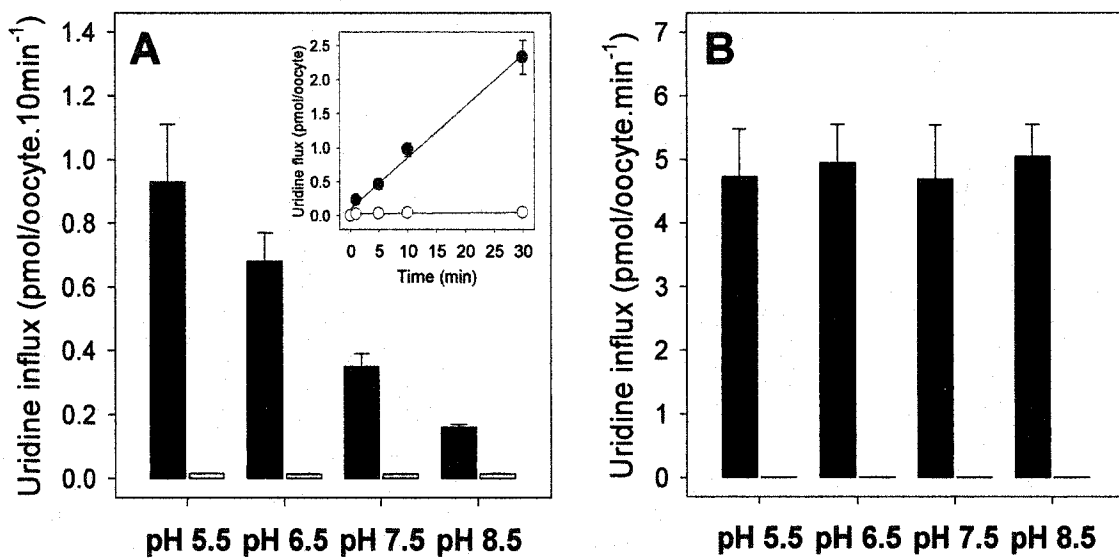 A
Uridine influx (pmol/oocyte.10min⁻¹)
1.4
1.2
1.0
0.8
0.6
0.4
0.2
0.0
pH 5.5 pH 6.5 pH 7.5 pH 8.5
Uridine flux (pmol/oocyte)
2.5
2.0
1.5
1.0
0.5
0.0
0 5 10 15 20 25 30
Time (min)
B
Uridine influx (pmol/oocyte.min⁻¹)
7
6
5
4
3
2
1
0
pH 5.5 pH 6.5 pH 7.5 pH 8.5